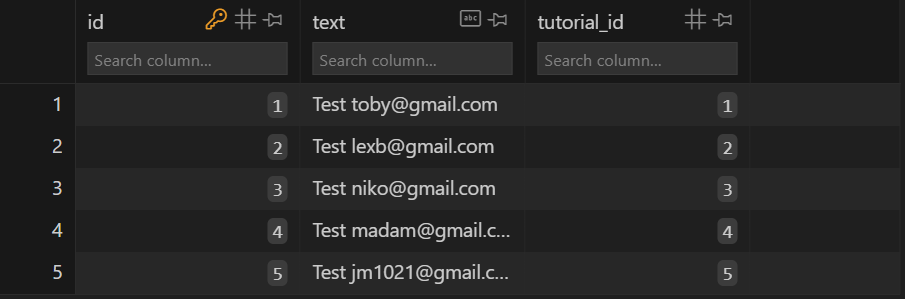 id text tutorial_id
Search column... Search column... Search column...
1 1 Test toby@gmail.com 1
2 2 Test lexb@gmail.com 2
3 3 Test niko@gmail.com 3
4 4 Test madam@gmail.c... 4
5 5 Test jm1021@gmail.c... 5